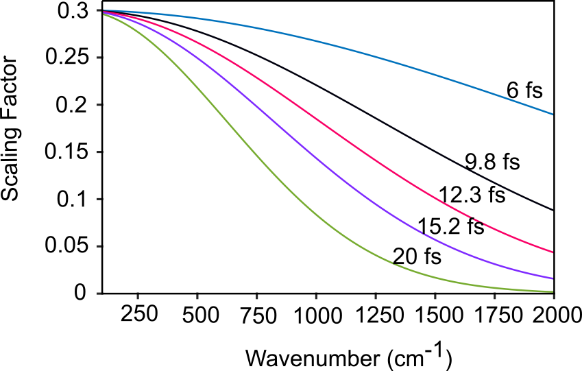 0.3
0.25
0.2
0.15
0.1
0.05
0
Scaling Factor
6 fs
9.8 fs
12.3 fs
15.2 fs
20 fs
250 500 750 1000 1250 1500 1750 2000
Wavenumber (cm-1)